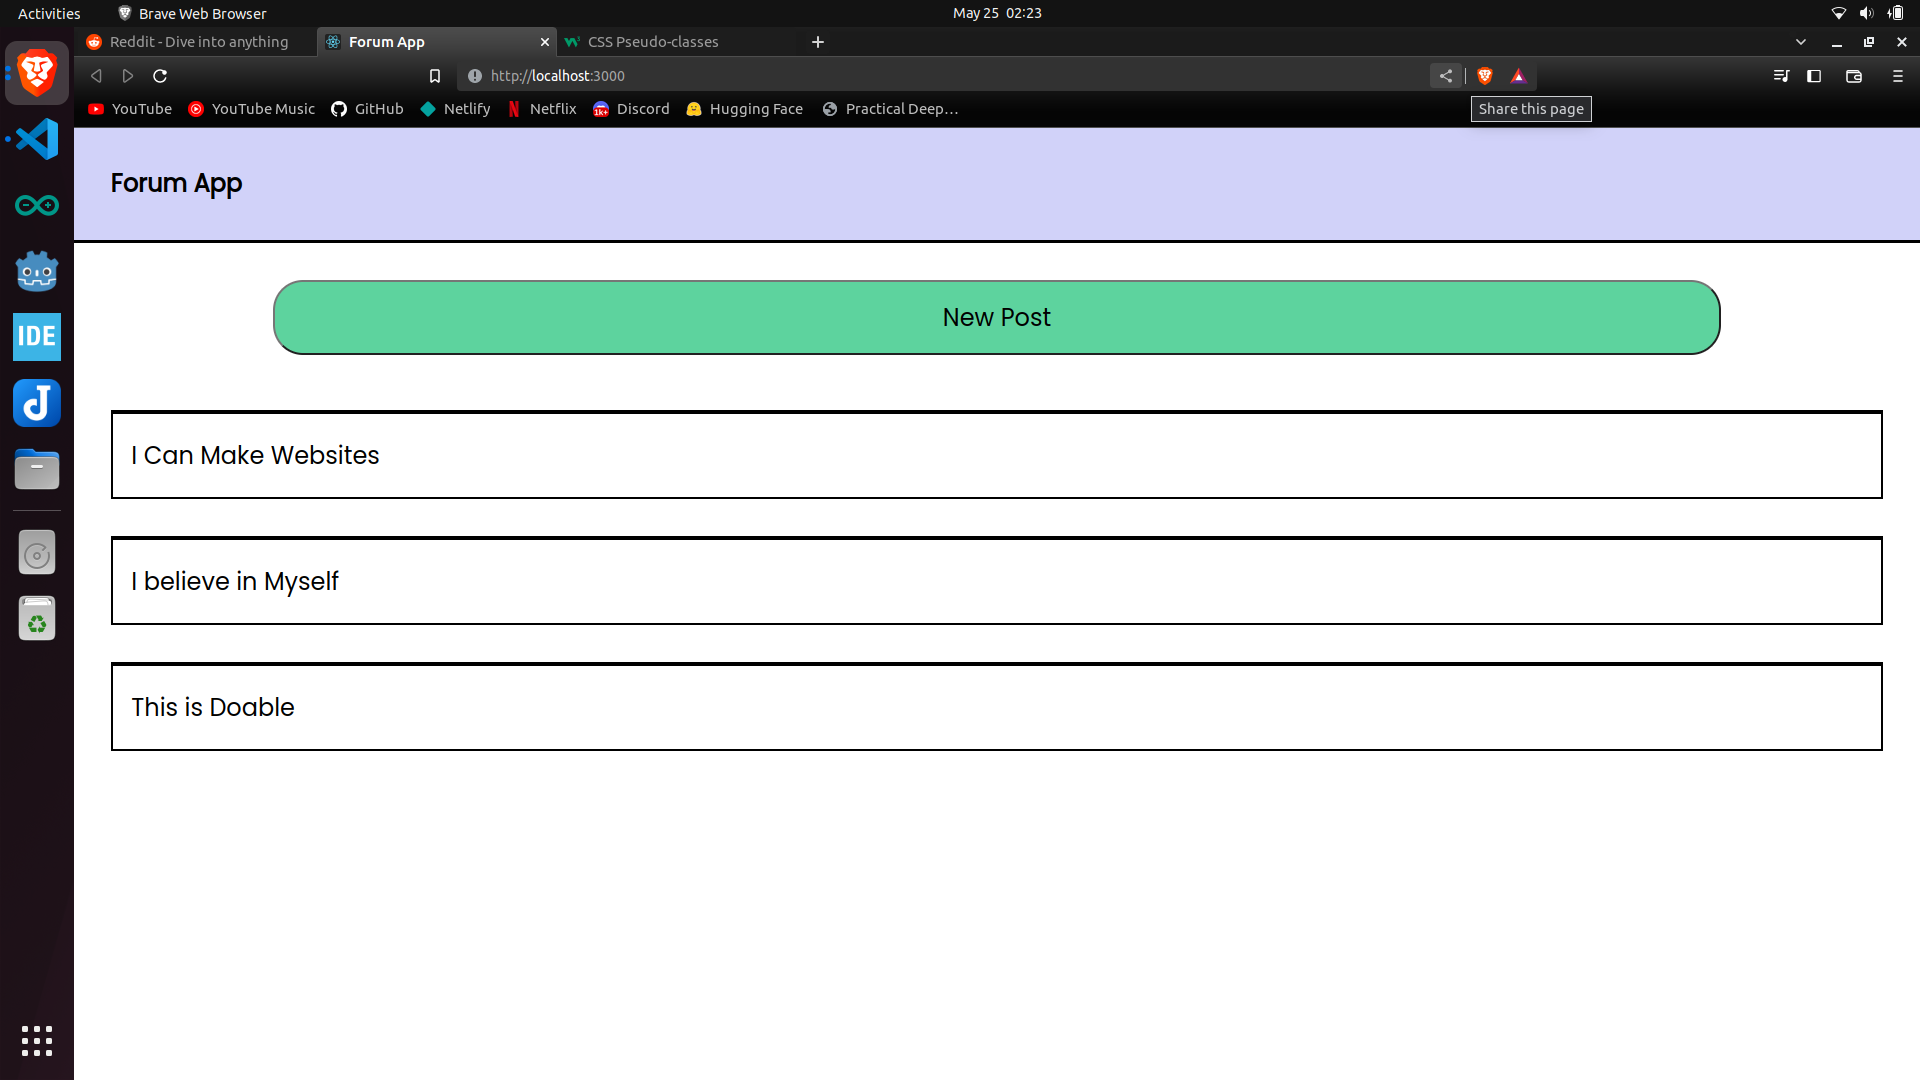 Activities Brave Web Browser May 25 02:23
Reddit - Dive into anything Forum App CSS Pseudo-classes
http://localhost:3000
YouTube YouTube Music GitHub Netlify Netflix 1K+ Discord Hugging Face Practical Deep...
Share this page
Forum App
IDE
New Post
I Can Make Websites
I believe in Myself
This is Doable